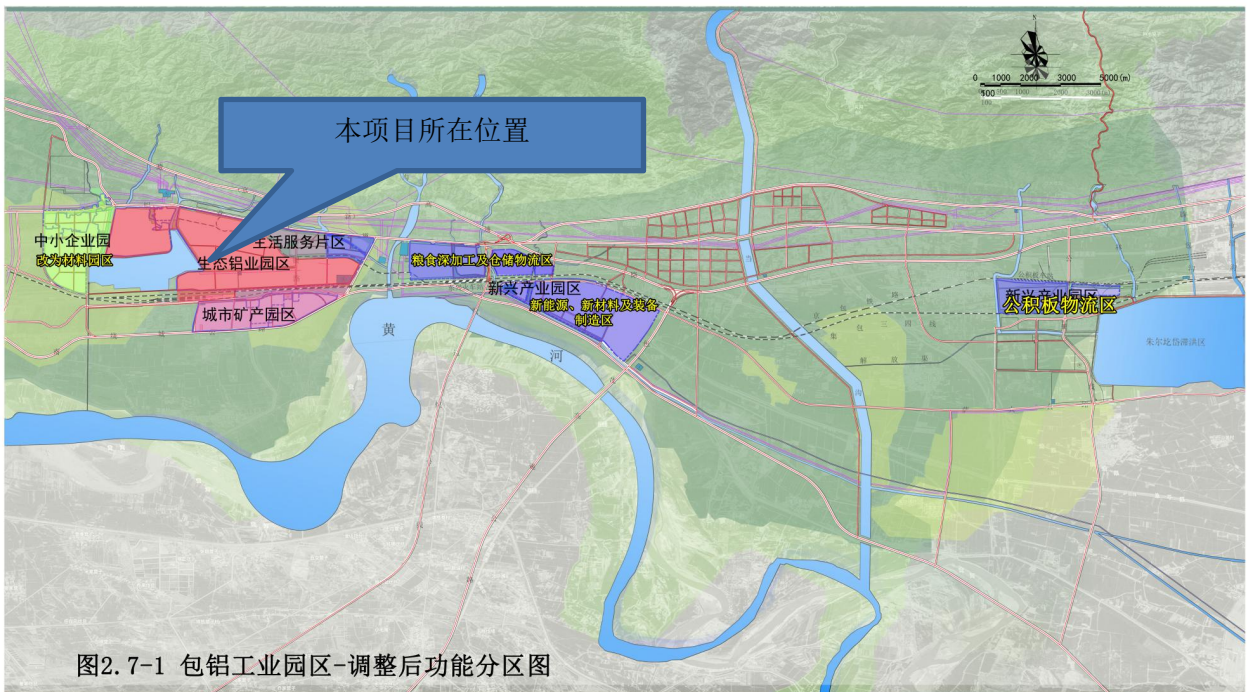 S
0 1000 2000 3000 5000(m)
本项目所在位置
中小企业园
改为材料园区
生活服务片区
生态铝业园区
城市矿产园区
粮食深加工及仓储物流区
新兴产业园区
新能源、新材料及装备
制造区
新兴产业园区
公积板物流区
黄
河
图2.7-1 包铝工业园区-调整后功能分区图